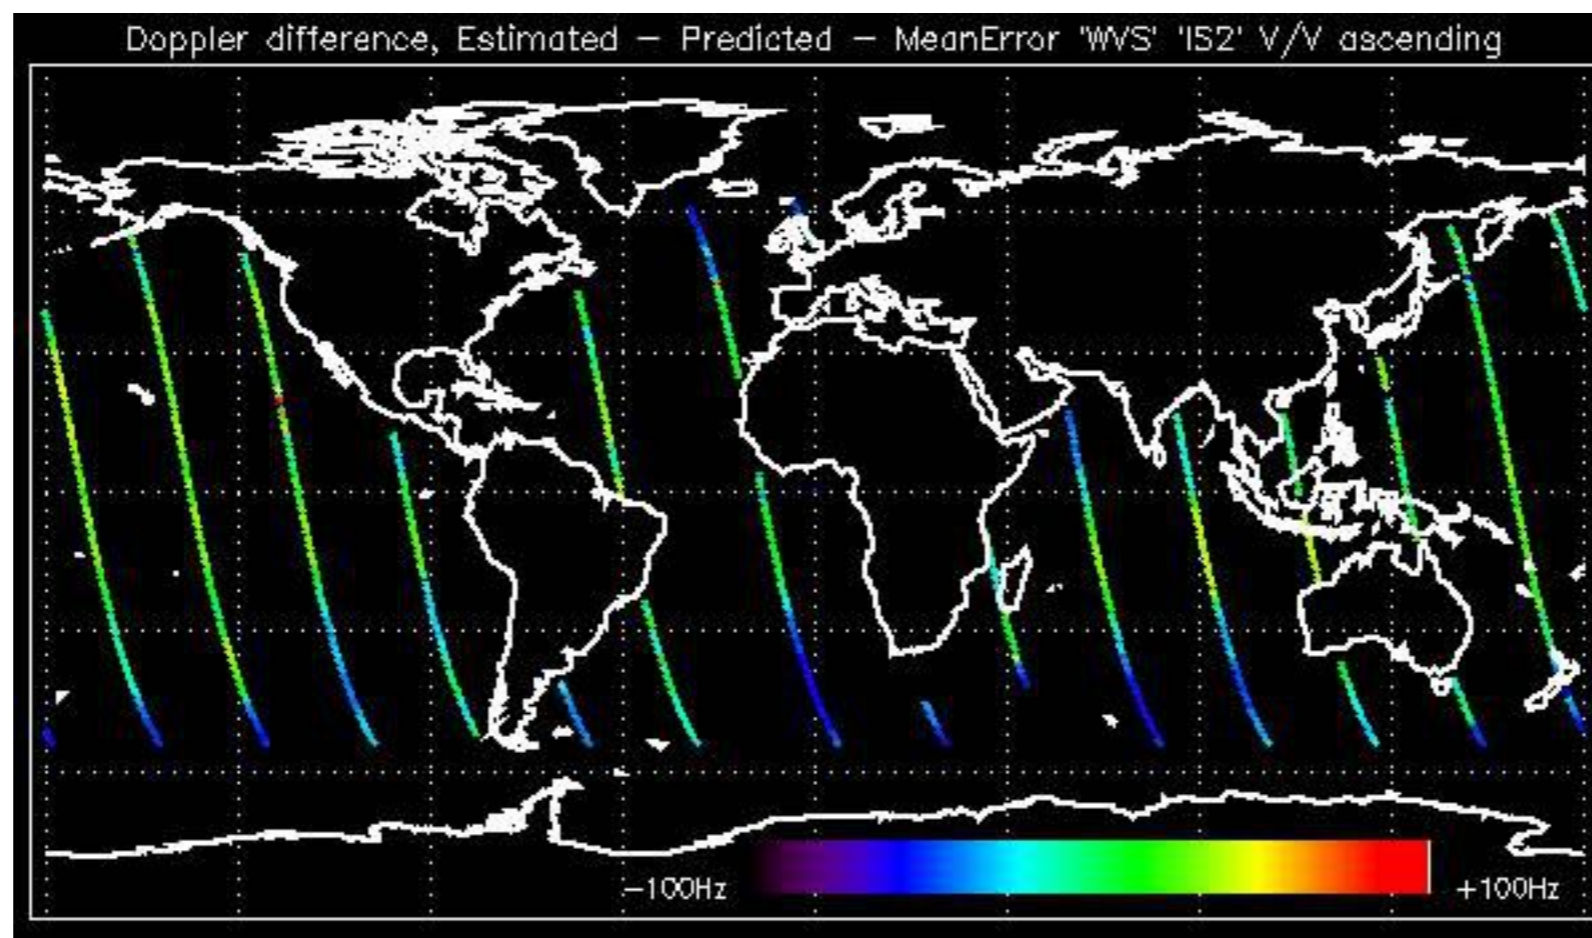 Doppler difference, Estimated – Predicted – MeanError 'WVS' 'IS2' V/V ascending
–100Hz +100Hz